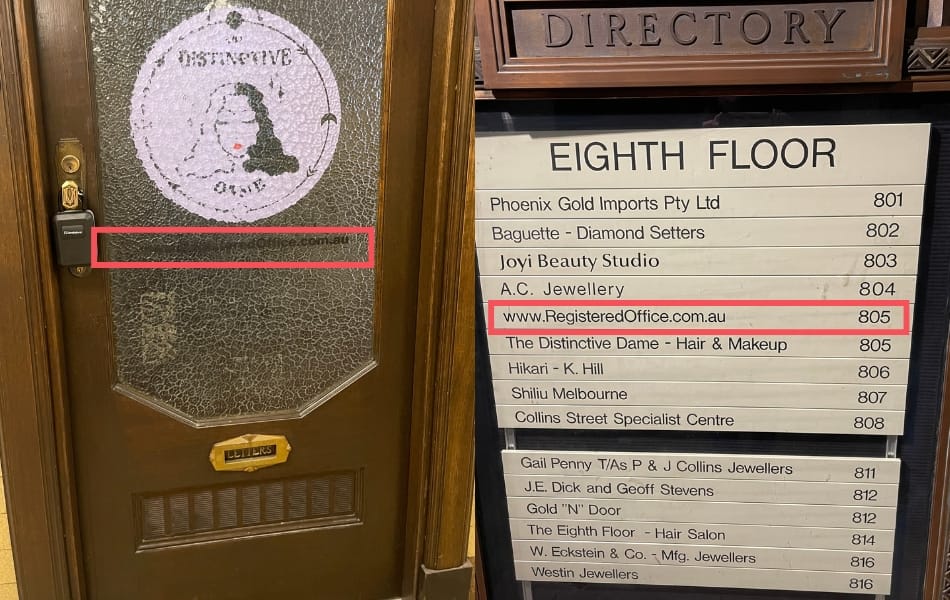 DISTINCTIVE
DAME
RegisteredOffice.com.au
LETTERS
DIRECTORY
EIGHTH FLOOR
Phoenix Gold Imports Pty Ltd 801
Baguette - Diamond Setters 802
Joyi Beauty Studio 803
A.C. Jewellery 804
www.RegisteredOffice.com.au 805
The Distinctive Dame - Hair & Makeup 805
Hikari - K. Hill 806
Shiliu Melbourne 807
Collins Street Specialist Centre 808
Gail Penny T/As P & J Collins Jewellers 811
J.E. Dick and Geoff Stevens 812
Gold "N" Door 812
The Eighth Floor - Hair Salon 814
W. Eckstein & Co. - Mfg. Jewellers 816
Westin Jewellers 816